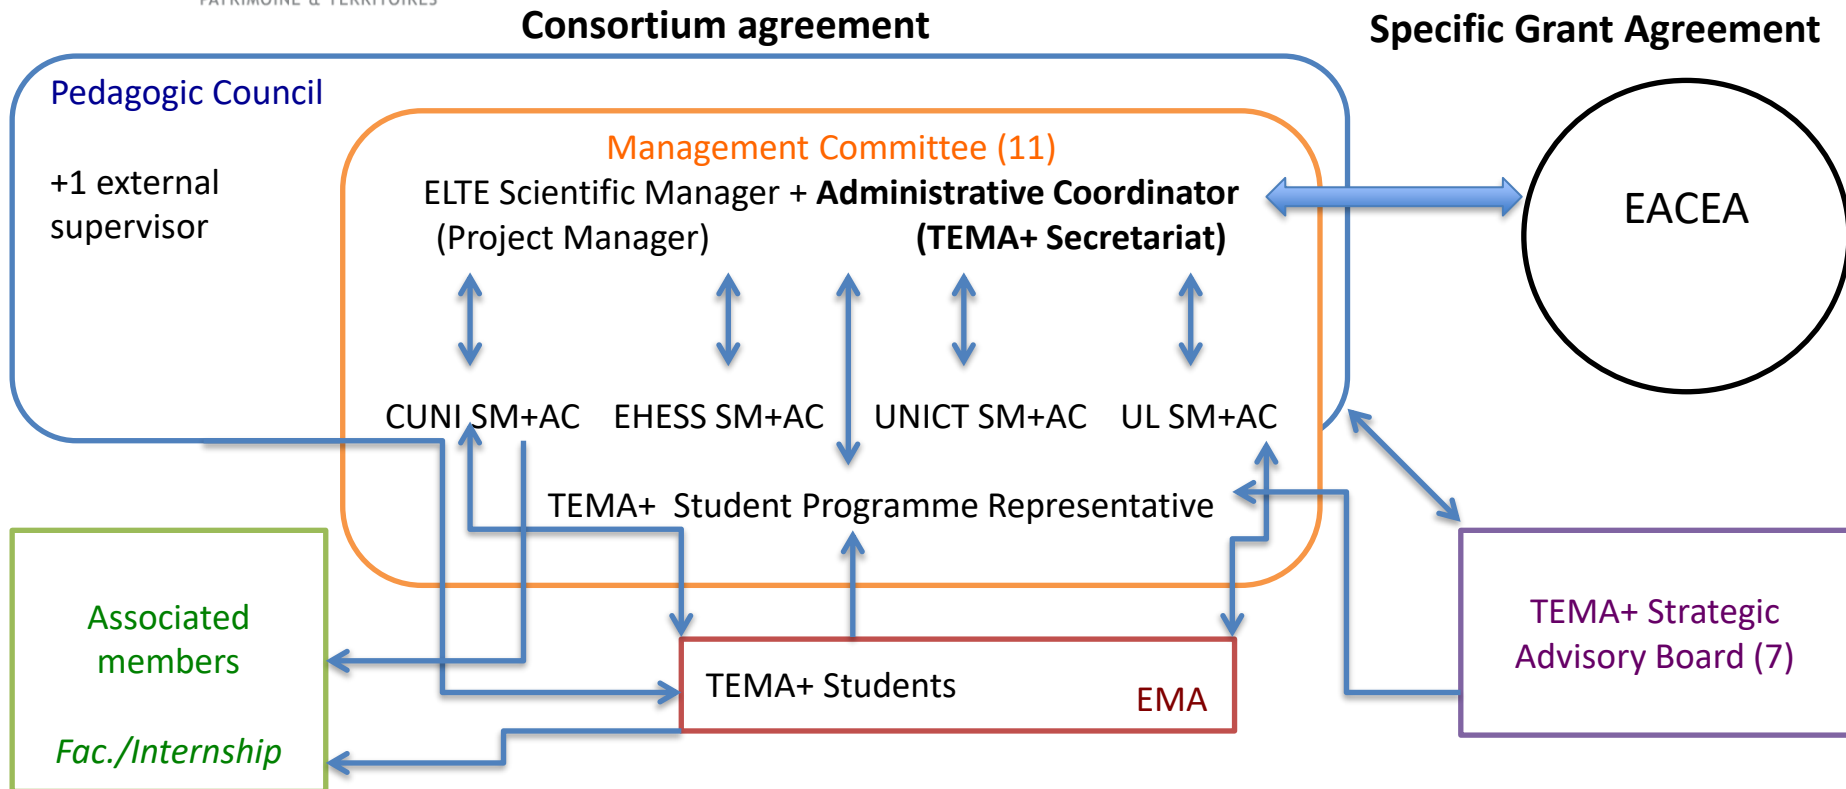 PATRIMOINE & TERRITOIRES
Consortium agreement
Specific Grant Agreement
Pedagogic Council
+1 external
supervisor
Management Committee (11)
ELTE Scientific Manager + Administrative Coordinator
(Project Manager) (TEMA+ Secretariat)
EACEA
CUNI SM+AC EHESS SM+AC UNICT SM+AC UL SM+AC
TEMA+ Student Programme Representative
Associated
members
Fac./Internship
TEMA+ Students
EMA
TEMA+ Strategic
Advisory Board (7)